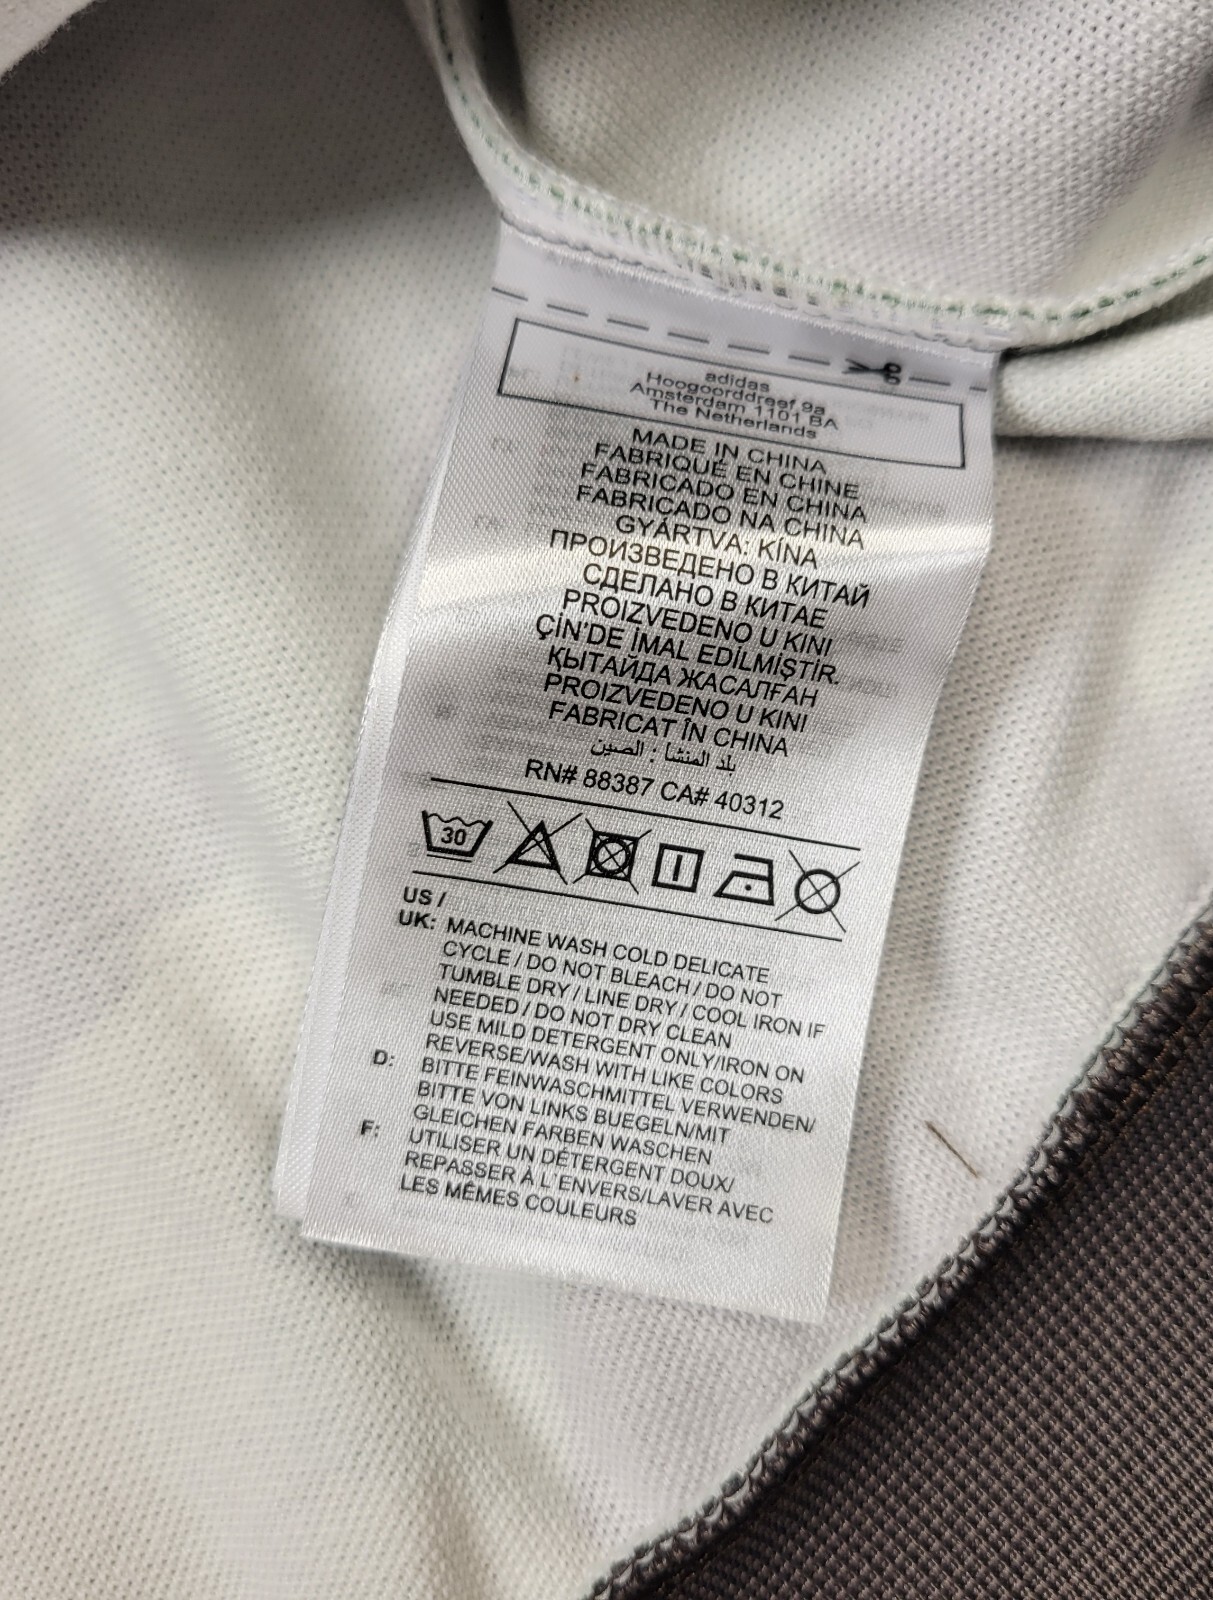 adidas
Hoogoorddreef 9a
Amsterdam 1101 BA
The Netherlands
MADE IN CHINA
FABRIQUÉ EN CHINE
FABRICADO EN CHINA
FABRICADO NA CHINA
GYÁRTVA: KÍNA
ПРОИЗВЕДЕНО В КИТАЙ
СДЕЛАНО В КИТАЕ
PROIZVEDENO U KINI
ÇİN'DE İMAL EDİLMİŞTİR.
ҚЫТАЙДА ЖАСАЛҒАН
PROIZVEDENO U KINI
FABRICAT ÎN CHINA
بلد المنشأ : الصين
RN# 88387 CA# 40312
30
US /
UK: MACHINE WASH COLD DELICATE
CYCLE / DO NOT BLEACH / DO NOT
TUMBLE DRY / LINE DRY / COOL IRON IF
NEEDED / DO NOT DRY CLEAN
USE MILD DETERGENT ONLY/IRON ON
REVERSE/WASH WITH LIKE COLORS
D: BITTE FEINWASCHMITTEL VERWENDEN/
BITTE VON LINKS BUEGELN/MIT
GLEICHEN FARBEN WASCHEN
F: UTILISER UN DÉTERGENT DOUX/
REPASSER À L'ENVERS/LAVER AVEC
LES MÊMES COULEURS